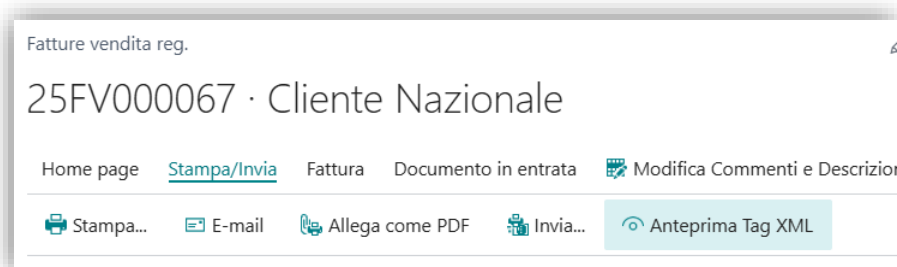 Fatture vendita reg.
25FV000067 · Cliente Nazionale
Home page Stampa/Invia Fattura Documento in entrata Modifica Commenti e
Stampa... E-mail Allega come PDF Invia... Anteprima Tag XML